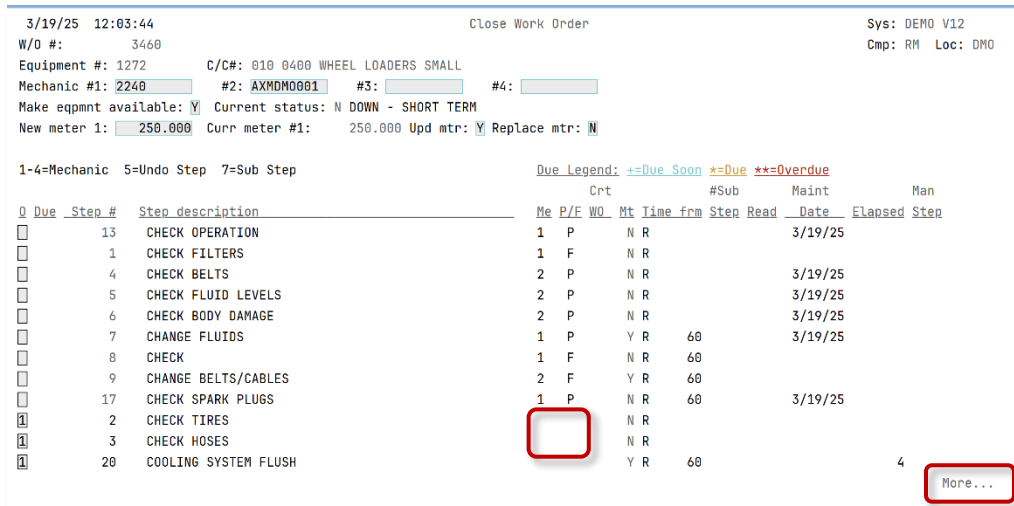 3/19/25 12:03:44 Close Work Order Sys: DEMO V12
W/O #: 3460 Cmp: RM Loc: DMO
Equipment #: 1272 C/C#: 010 0400 WHEEL LOADERS SMALL
Mechanic #1: 2240 #2: AXMDMO001 #3: #4:
Make eqpmnt available: Y Current status: N DOWN - SHORT TERM
New meter 1: 250.000 Curr meter #1: 250.000 Upd mtr: Y Replace mtr: N
1-4=Mechanic 5=Undo Step 7=Sub Step Due Legend: +=Due Soon *=Due **=Overdue
Crt #Sub Maint Man
O Due Step # Step description Me P/F WO Mt Time frm Step Read Date Elapsed Step
13 CHECK OPERATION 1 P N R 3/19/25
1 CHECK FILTERS 1 F N R
4 CHECK BELTS 2 P N R 3/19/25
5 CHECK FLUID LEVELS 2 P N R 3/19/25
6 CHECK BODY DAMAGE 2 P N R 3/19/25
7 CHANGE FLUIDS 1 P Y R 60 3/19/25
8 CHECK 1 F N R 60
9 CHANGE BELTS/CABLES 2 F Y R 60
17 CHECK SPARK PLUGS 1 P N R 60 3/19/25
1 2 CHECK TIRES N R
1 3 CHECK HOSES N R
1 20 COOLING SYSTEM FLUSH Y R 60 4
More...